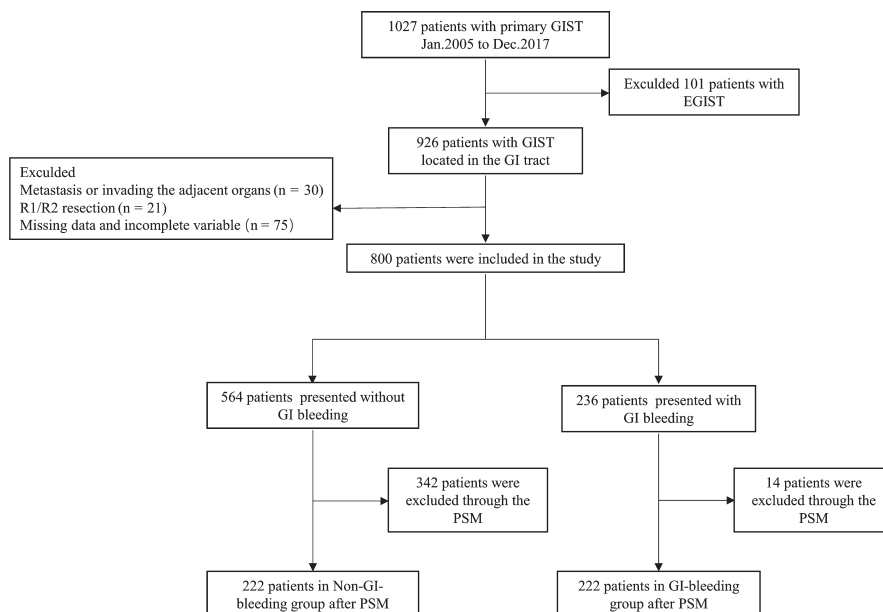 1027 patients with primary GIST
Jan.2005 to Dec.2017
Exculded 101 patients with
EGIST
926 patients with GIST
located in the GI tract
Exculded
Metastasis or invading the adjacent organs (n = 30)
R1/R2 resection (n = 21)
Missing data and incomplete variable (n = 75)
800 patients were included in the study
564 patients presented without
GI bleeding
236 patients presented with
GI bleeding
342 patients were
excluded through the
PSM
14 patients were
excluded through the
PSM
222 patients in Non-GI-
bleeding group after PSM
222 patients in GI-bleeding
group after PSM